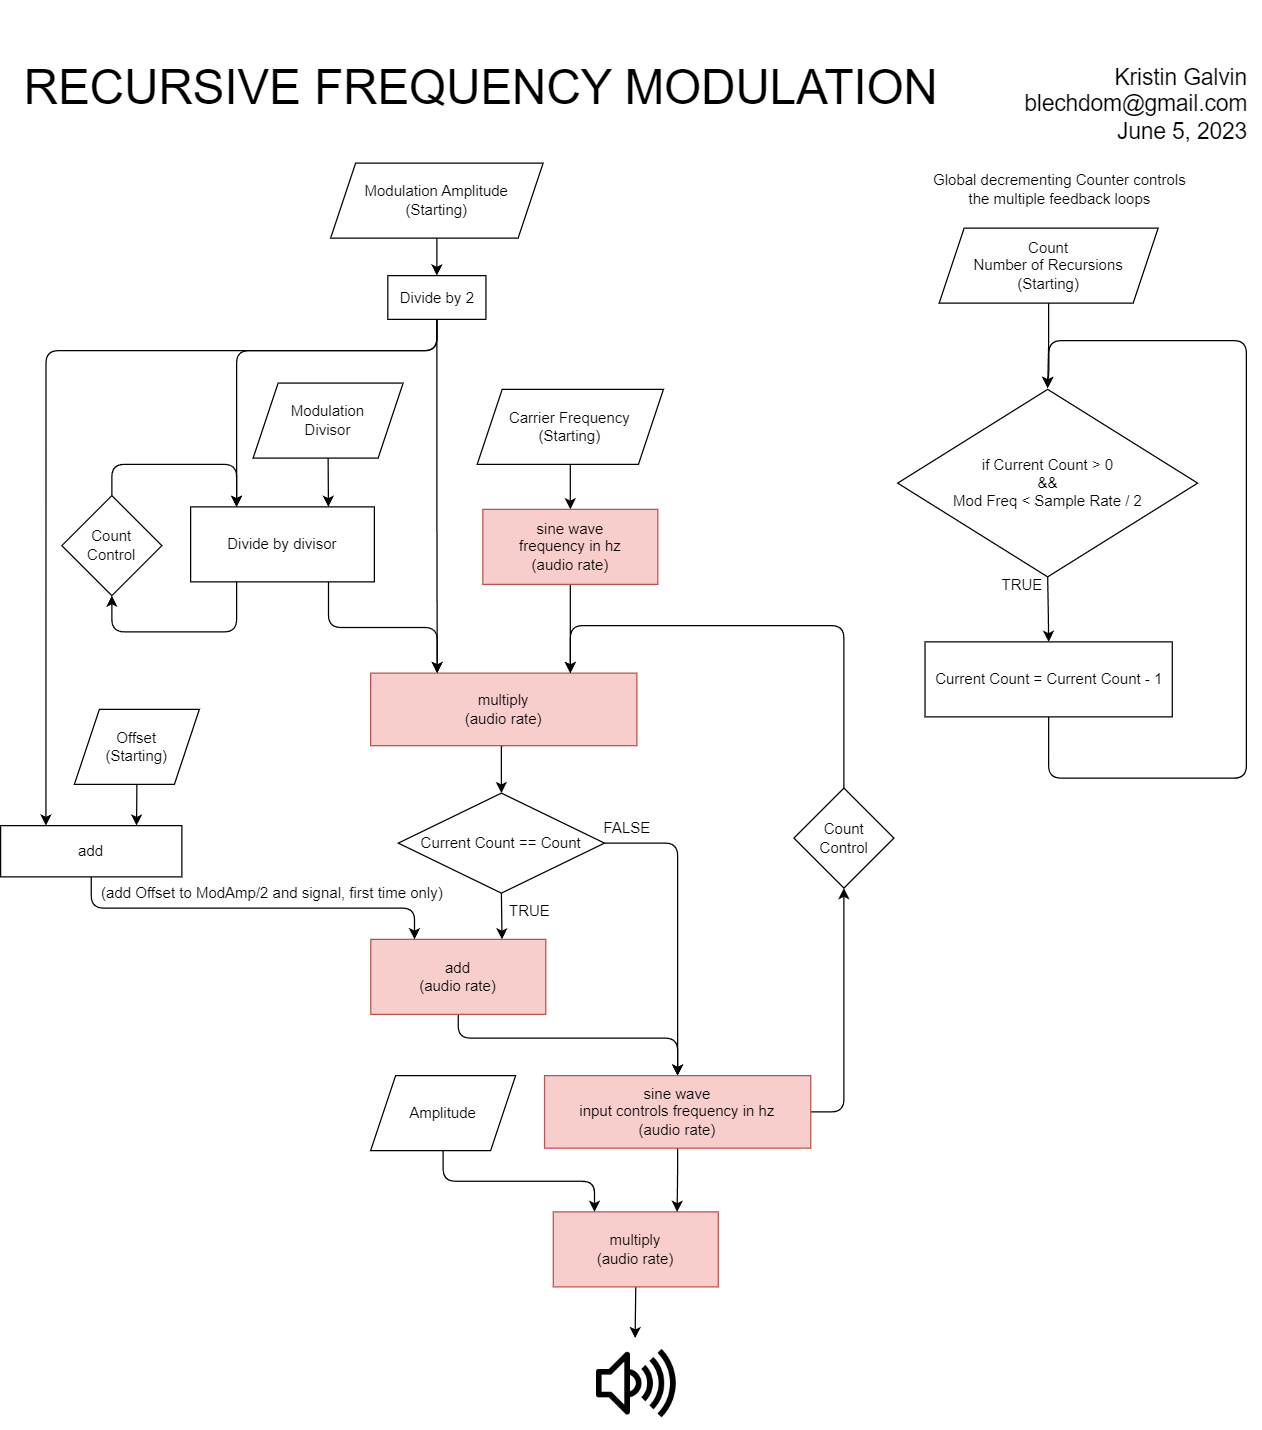 RECURSIVE FREQUENCY MODULATION
Kristin Galvin
blechdom@gmail.com
June 5, 2023
Modulation Amplitude
(Starting)
Divide by 2
Modulation
Divisor
Carrier Frequency
(Starting)
Count
Control
Divide by divisor
sine wave
frequency in hz
(audio rate)
multiply
(audio rate)
Offset
(Starting)
add
(add Offset to ModAmp/2 and signal, first time only)
Current Count == Count
FALSE
TRUE
add
(audio rate)
Count
Control
Amplitude
sine wave
input controls frequency in hz
(audio rate)
multiply
(audio rate)
Global decrementing Counter controls
the multiple feedback loops
Count
Number of Recursions
(Starting)
if Current Count > 0
&&
Mod Freq < Sample Rate / 2
TRUE
Current Count = Current Count - 1